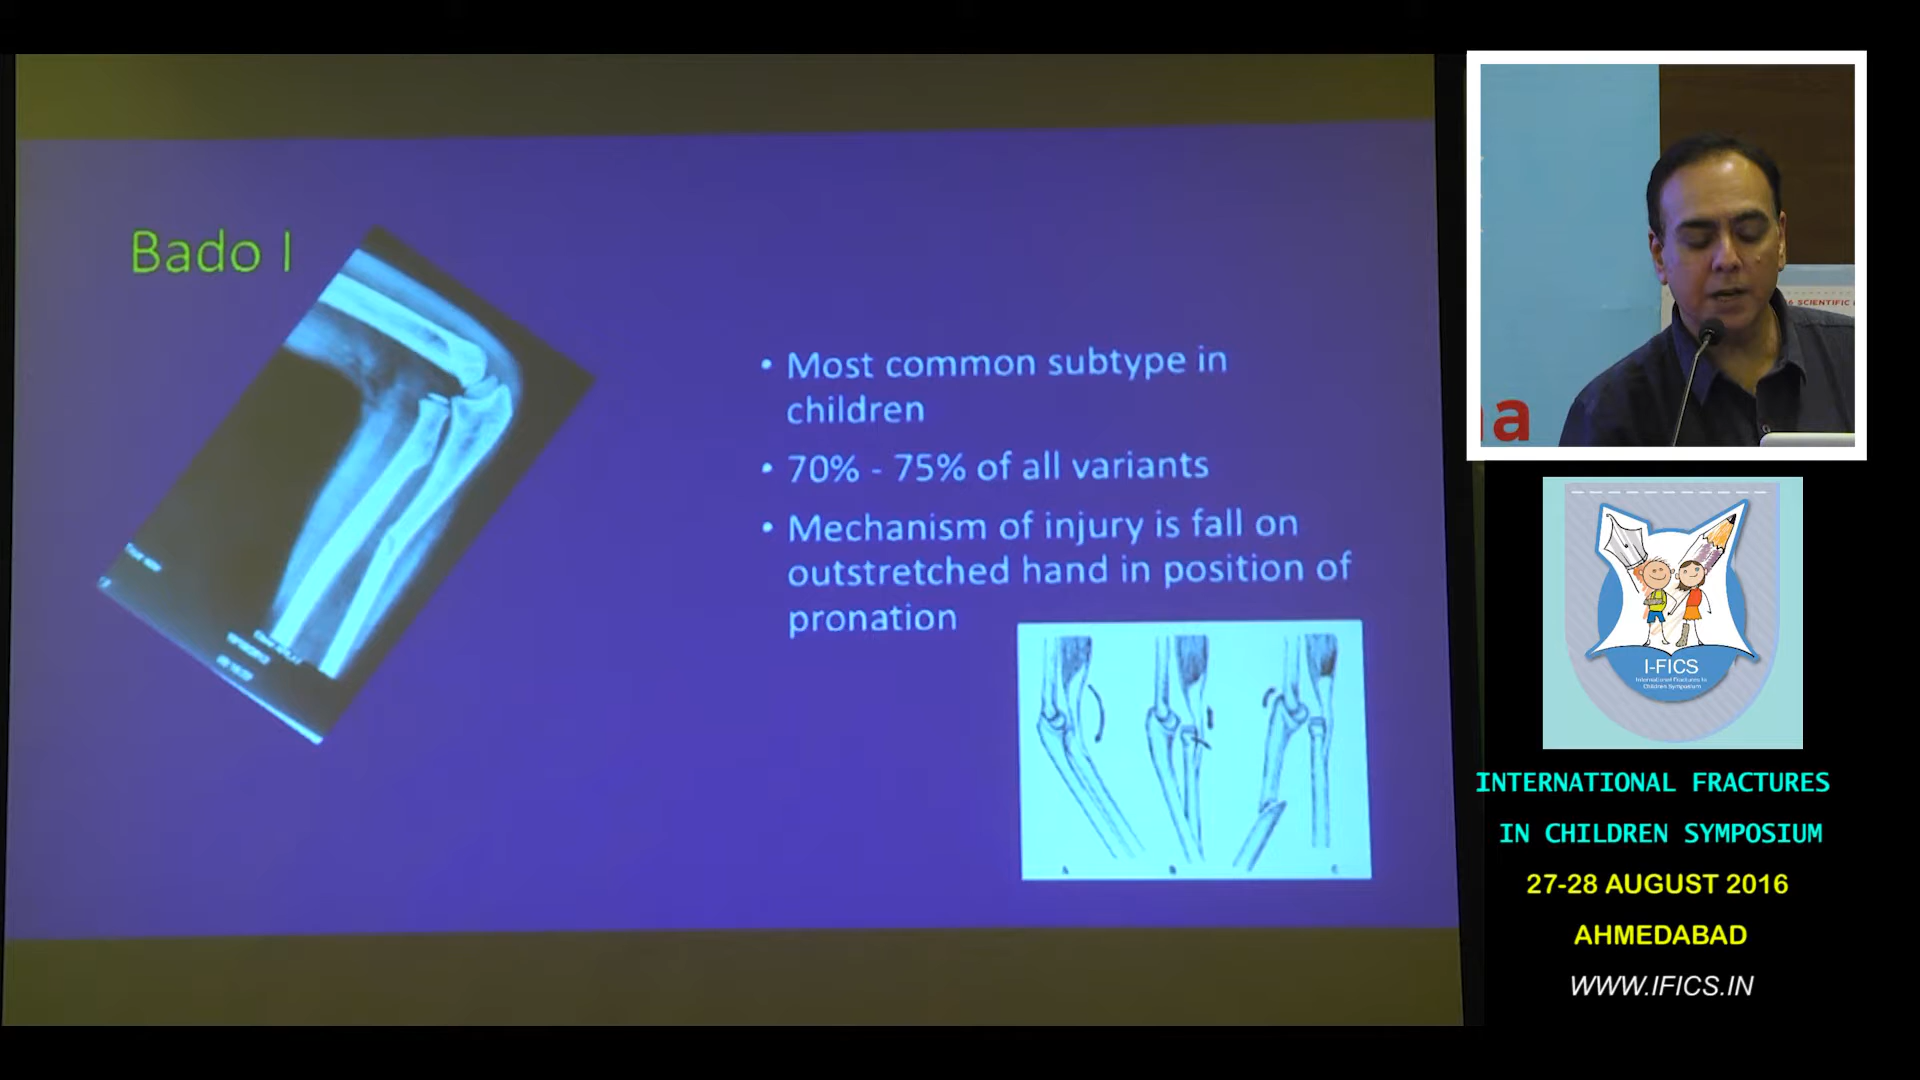 Bado I
• Most common subtype in
children
• 70% - 75% of all variants
• Mechanism of injury is fall on
outstretched hand in position of
pronation
A B C
6 SCIENTIFIC
a
I-FICS
International Fractures In
Children Symposium
INTERNATIONAL FRACTURES
IN CHILDREN SYMPOSIUM
27-28 AUGUST 2016
AHMEDABAD
WWW.IFICS.IN